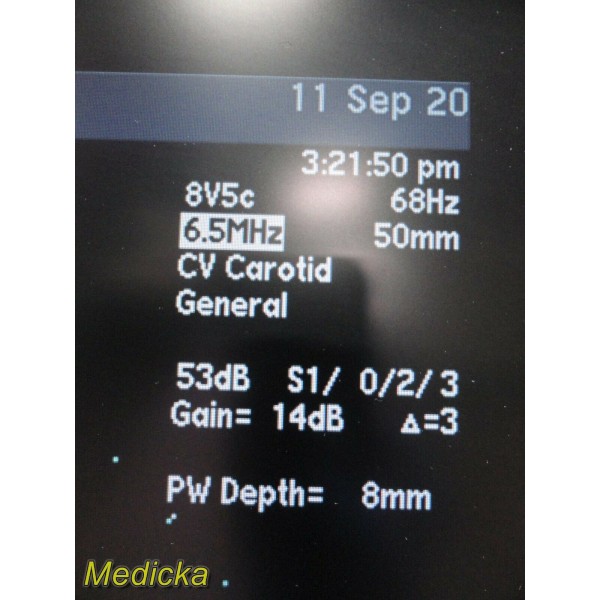 11 Sep 20
3:21:50 pm
8V5c 68Hz
6.5MHz 50mm
CV Carotid
General
53dB S1/ 0/2/3
Gain= 14dB Δ=3
PW Depth= 8mm
Medicka